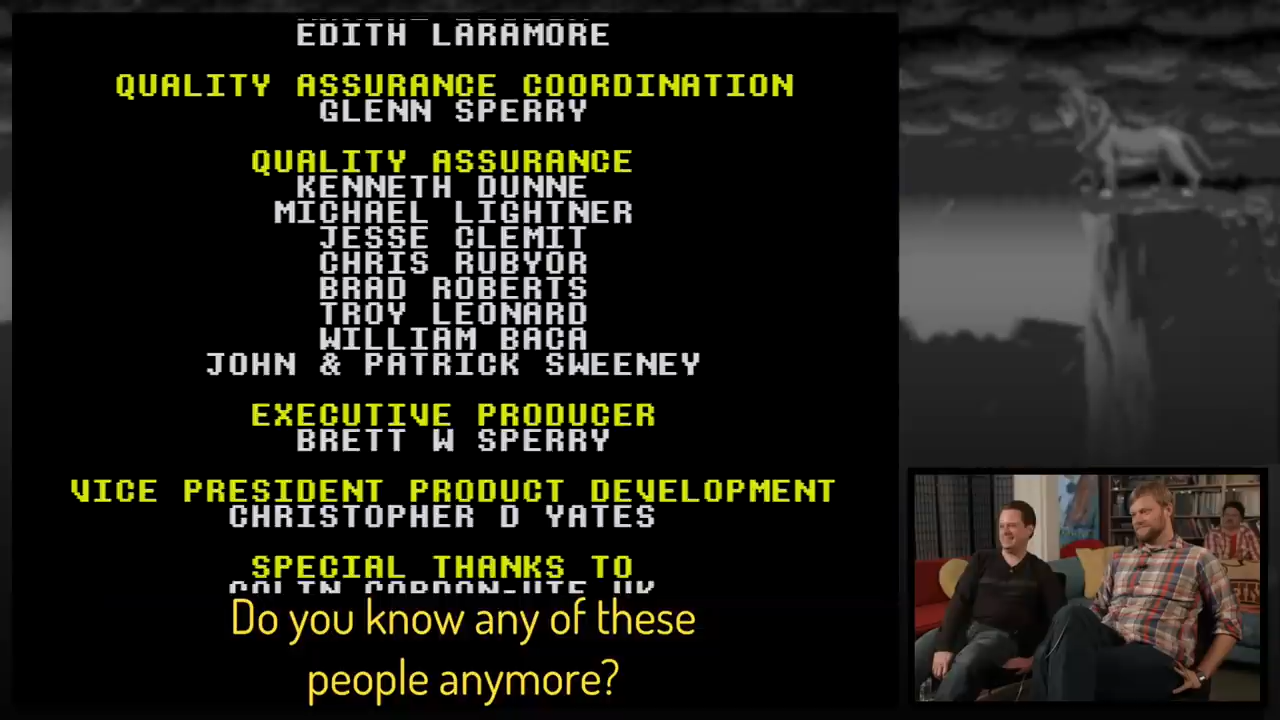 EDITH LARAMORE
QUALITY ASSURANCE COORDINATION
GLENN SPERRY
QUALITY ASSURANCE
KENNETH DUNNE
MICHAEL LIGHTNER
JESSE CLEMIT
CHRIS RUBYOR
BRAD ROBERTS
TROY LEONARD
WILLIAM BACA
JOHN & PATRICK SWEENEY
EXECUTIVE PRODUCER
BRETT W SPERRY
VICE PRESIDENT PRODUCT DEVELOPMENT
CHRISTOPHER D YATES
SPECIAL THANKS TO
Do you know any of these
people anymore?